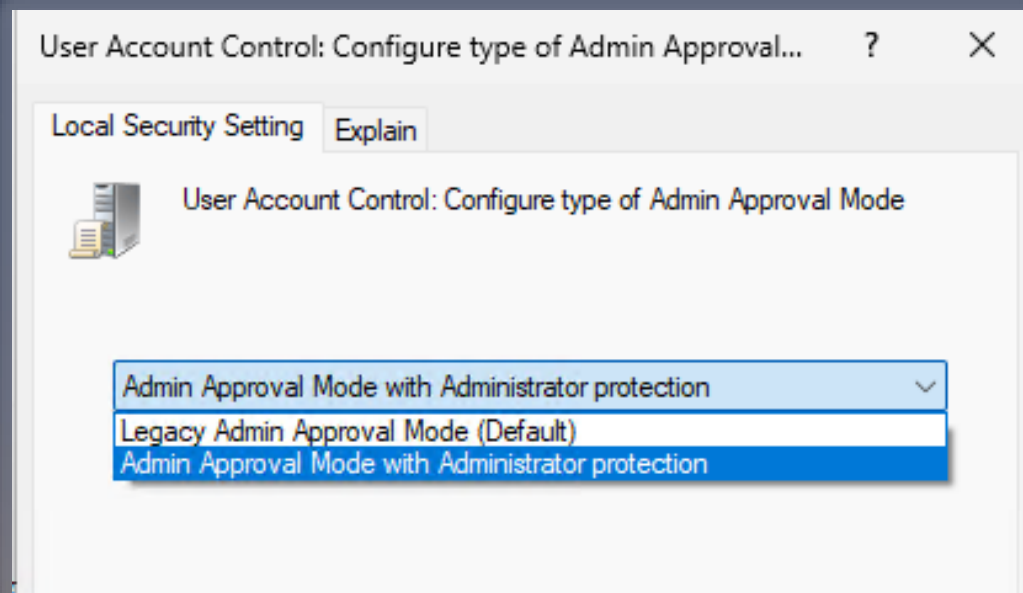 User Account Control: Configure type of Admin Approval... ?
Local Security Setting Explain
User Account Control: Configure type of Admin Approval Mode
Admin Approval Mode with Administrator protection
Legacy Admin Approval Mode (Default)
Admin Approval Mode with Administrator protection